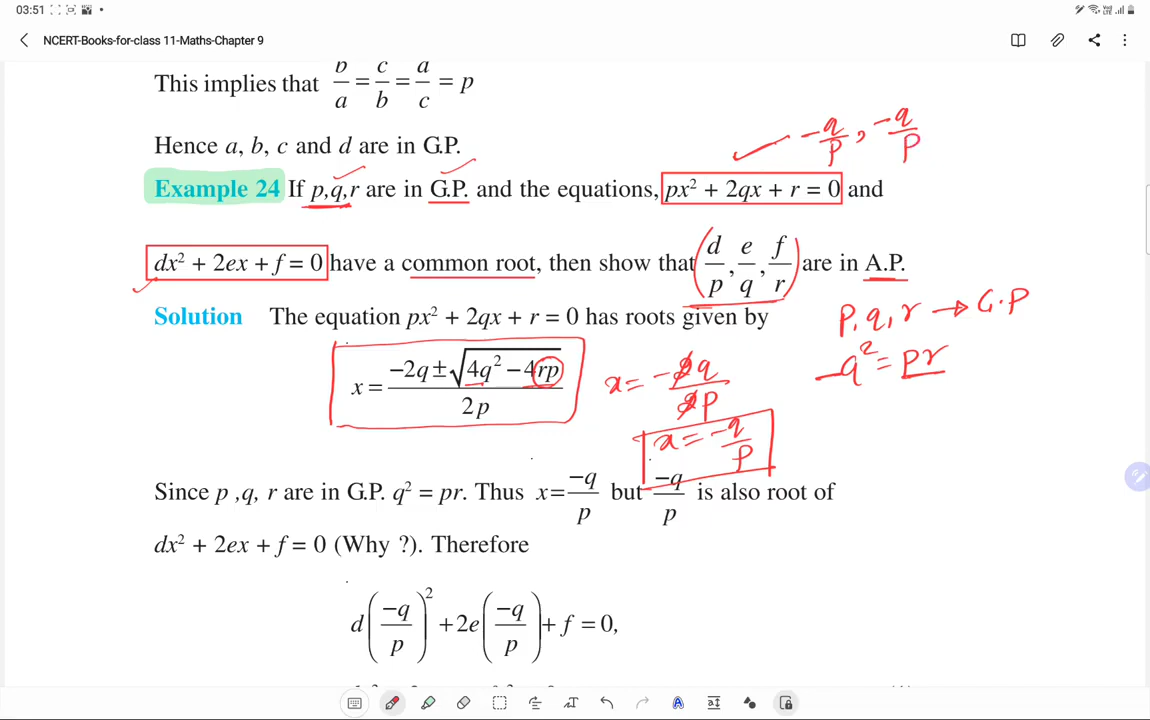 03:51
NCERT-Books-for-class 11-Maths-Chapter 9
This implies that b/a = c/b = a/c = p
Hence a, b, c and d are in G.P.
-q/p, -q/p
Example 24 If p,q,r are in G.P. and the equations, px² + 2qx + r = 0 and
dx² + 2ex + f = 0 have a common root, then show that (d/p, e/q, f/r) are in A.P.
P, q, r → G.P
Solution The equation px² + 2qx + r = 0 has roots given by
q² = pr
x = (-2q ± √(4q² – 4rp)) / 2p
x = -2q/2p
x = -q/p
Since p ,q, r are in G.P. q² = pr. Thus x = -q/p but -q/p is also root of
dx² + 2ex + f = 0 (Why ?). Therefore
d(-q/p)² + 2e(-q/p) + f = 0,